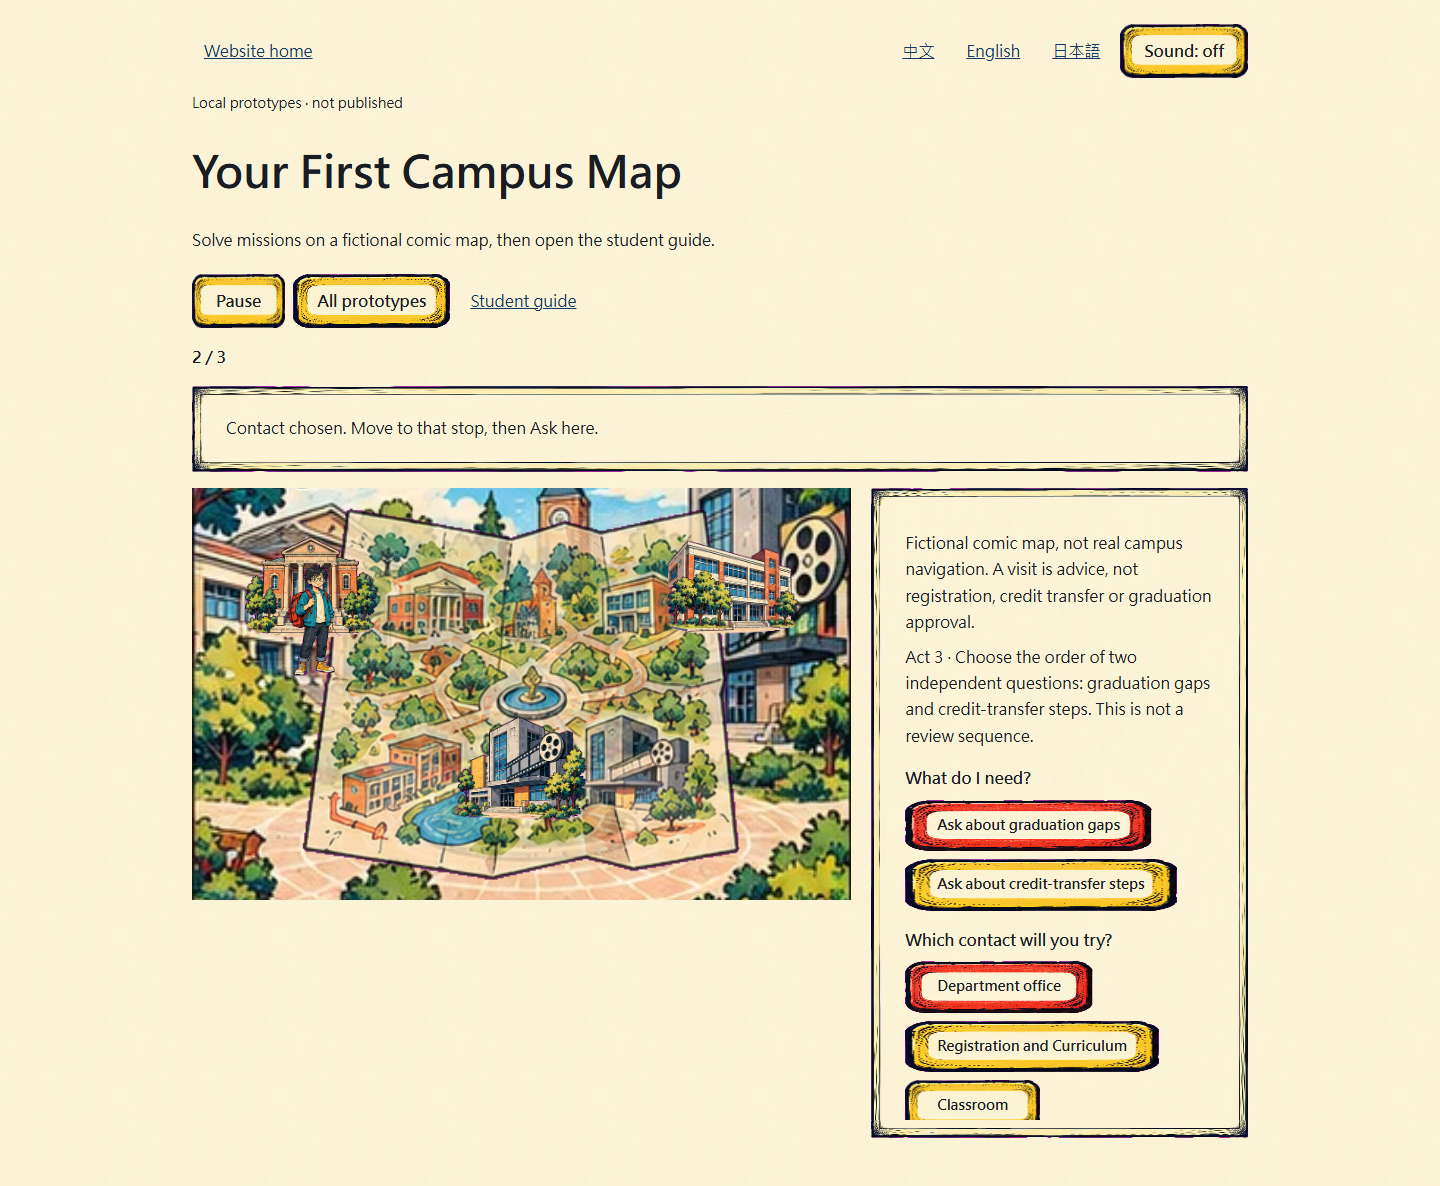 Website home
中文
English
日本語
Sound: off
Local prototypes · not published
Your First Campus Map
Solve missions on a fictional comic map, then open the student guide.
Pause
All prototypes
Student guide
2 / 3
Contact chosen. Move to that stop, then Ask here.
Fictional comic map, not real campus
navigation. A visit is advice, not
registration, credit transfer or graduation
approval.
Act 3 · Choose the order of two
independent questions: graduation gaps
and credit-transfer steps. This is not a
review sequence.
What do I need?
Ask about graduation gaps
Ask about credit-transfer steps
Which contact will you try?
Department office
Registration and Curriculum
Classroom